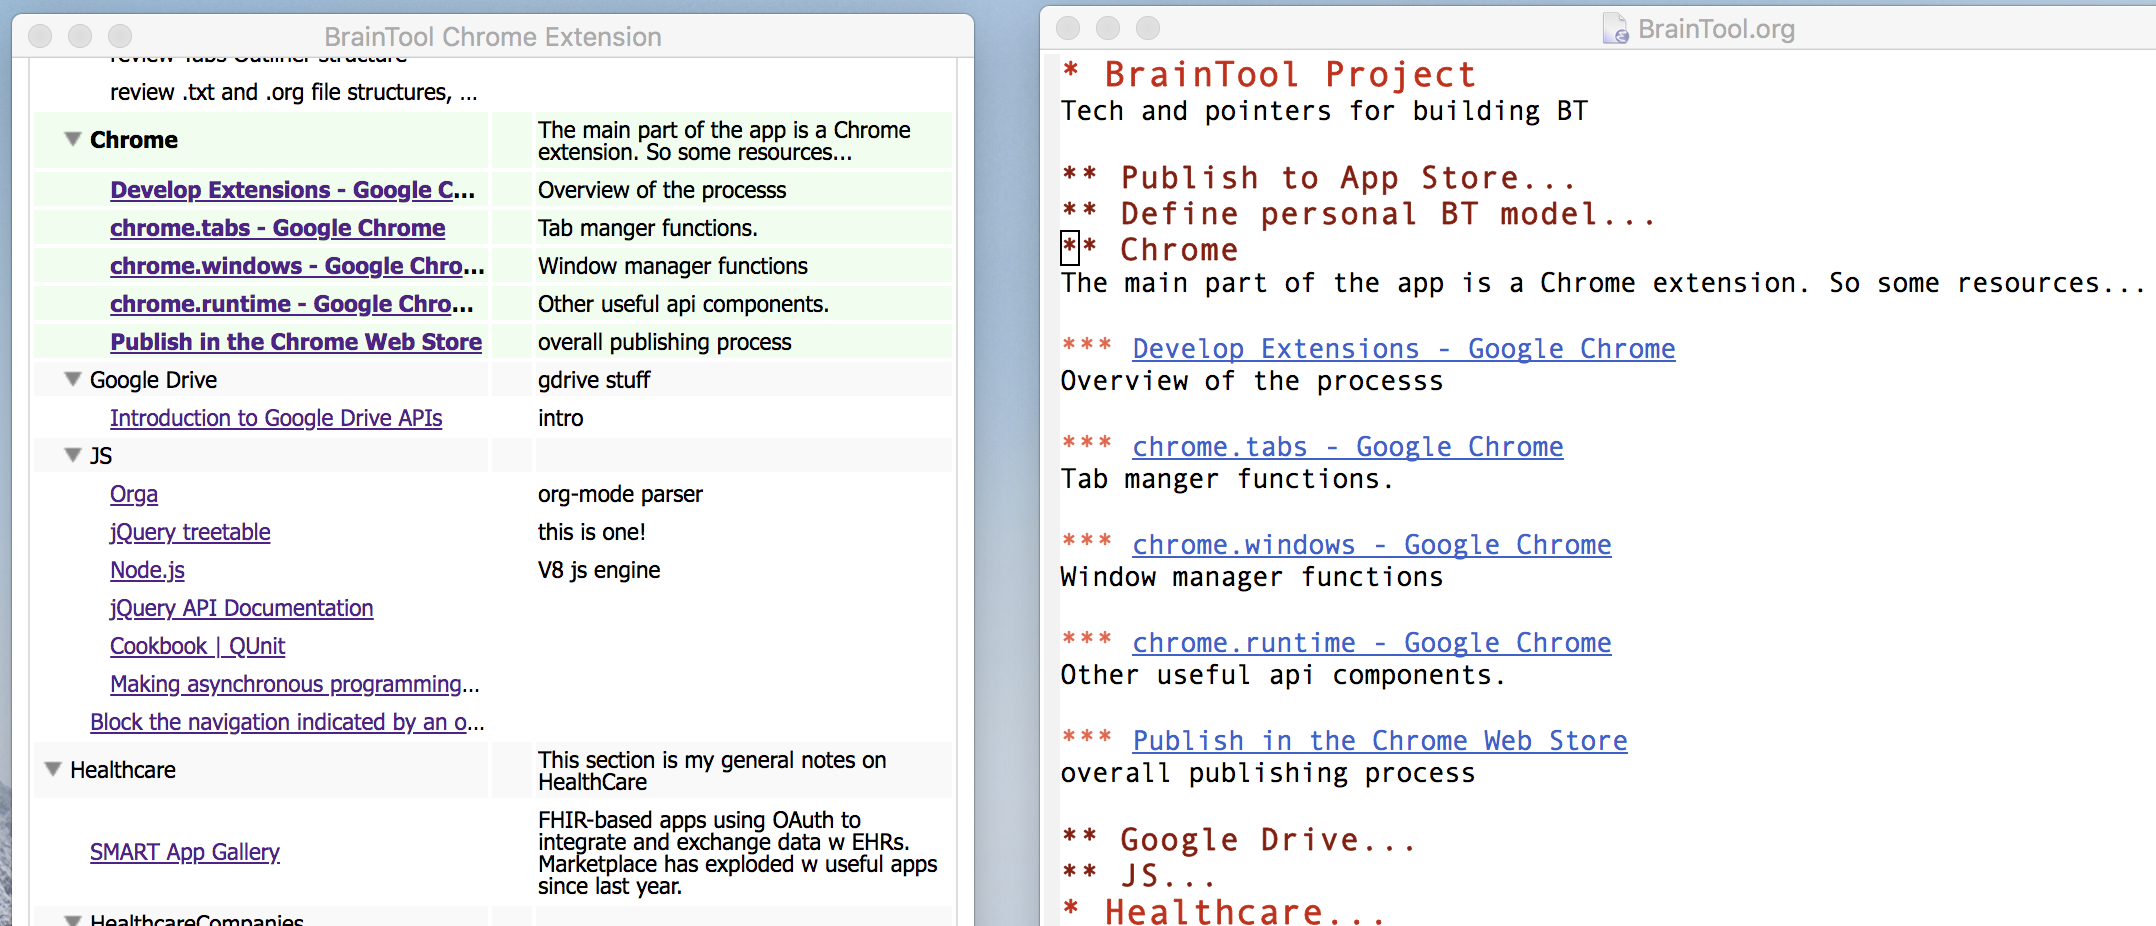 BrainTool Chrome Extension
review Tabs Outliner structure
review .txt and .org file structures, ...
Chrome
The main part of the app is a Chrome
extension. So some resources...
Develop Extensions - Google C...
Overview of the processs
chrome.tabs - Google Chrome
Tab manger functions.
chrome.windows - Google Chro...
Window manager functions
chrome.runtime - Google Chro...
Other useful api components.
Publish in the Chrome Web Store
overall publishing process
Google Drive
gdrive stuff
Introduction to Google Drive APIs
intro
JS
Orga
org-mode parser
jQuery treetable
this is one!
Node.js
V8 js engine
jQuery API Documentation
Cookbook | QUnit
Making asynchronous programming...
Block the navigation indicated by an o...
Healthcare
This section is my general notes on
HealthCare
SMART App Gallery
FHIR-based apps using OAuth to
integrate and exchange data w EHRs.
Marketplace has exploded w useful apps
since last year.
HealthcareCompanies
BrainTool.org
* BrainTool Project
Tech and pointers for building BT
** Publish to App Store...
** Define personal BT model...
** Chrome
The main part of the app is a Chrome extension. So some resources...
*** Develop Extensions - Google Chrome
Overview of the processs
*** chrome.tabs - Google Chrome
Tab manger functions.
*** chrome.windows - Google Chrome
Window manager functions
*** chrome.runtime - Google Chrome
Other useful api components.
*** Publish in the Chrome Web Store
overall publishing process
** Google Drive...
** JS...
* Healthcare...